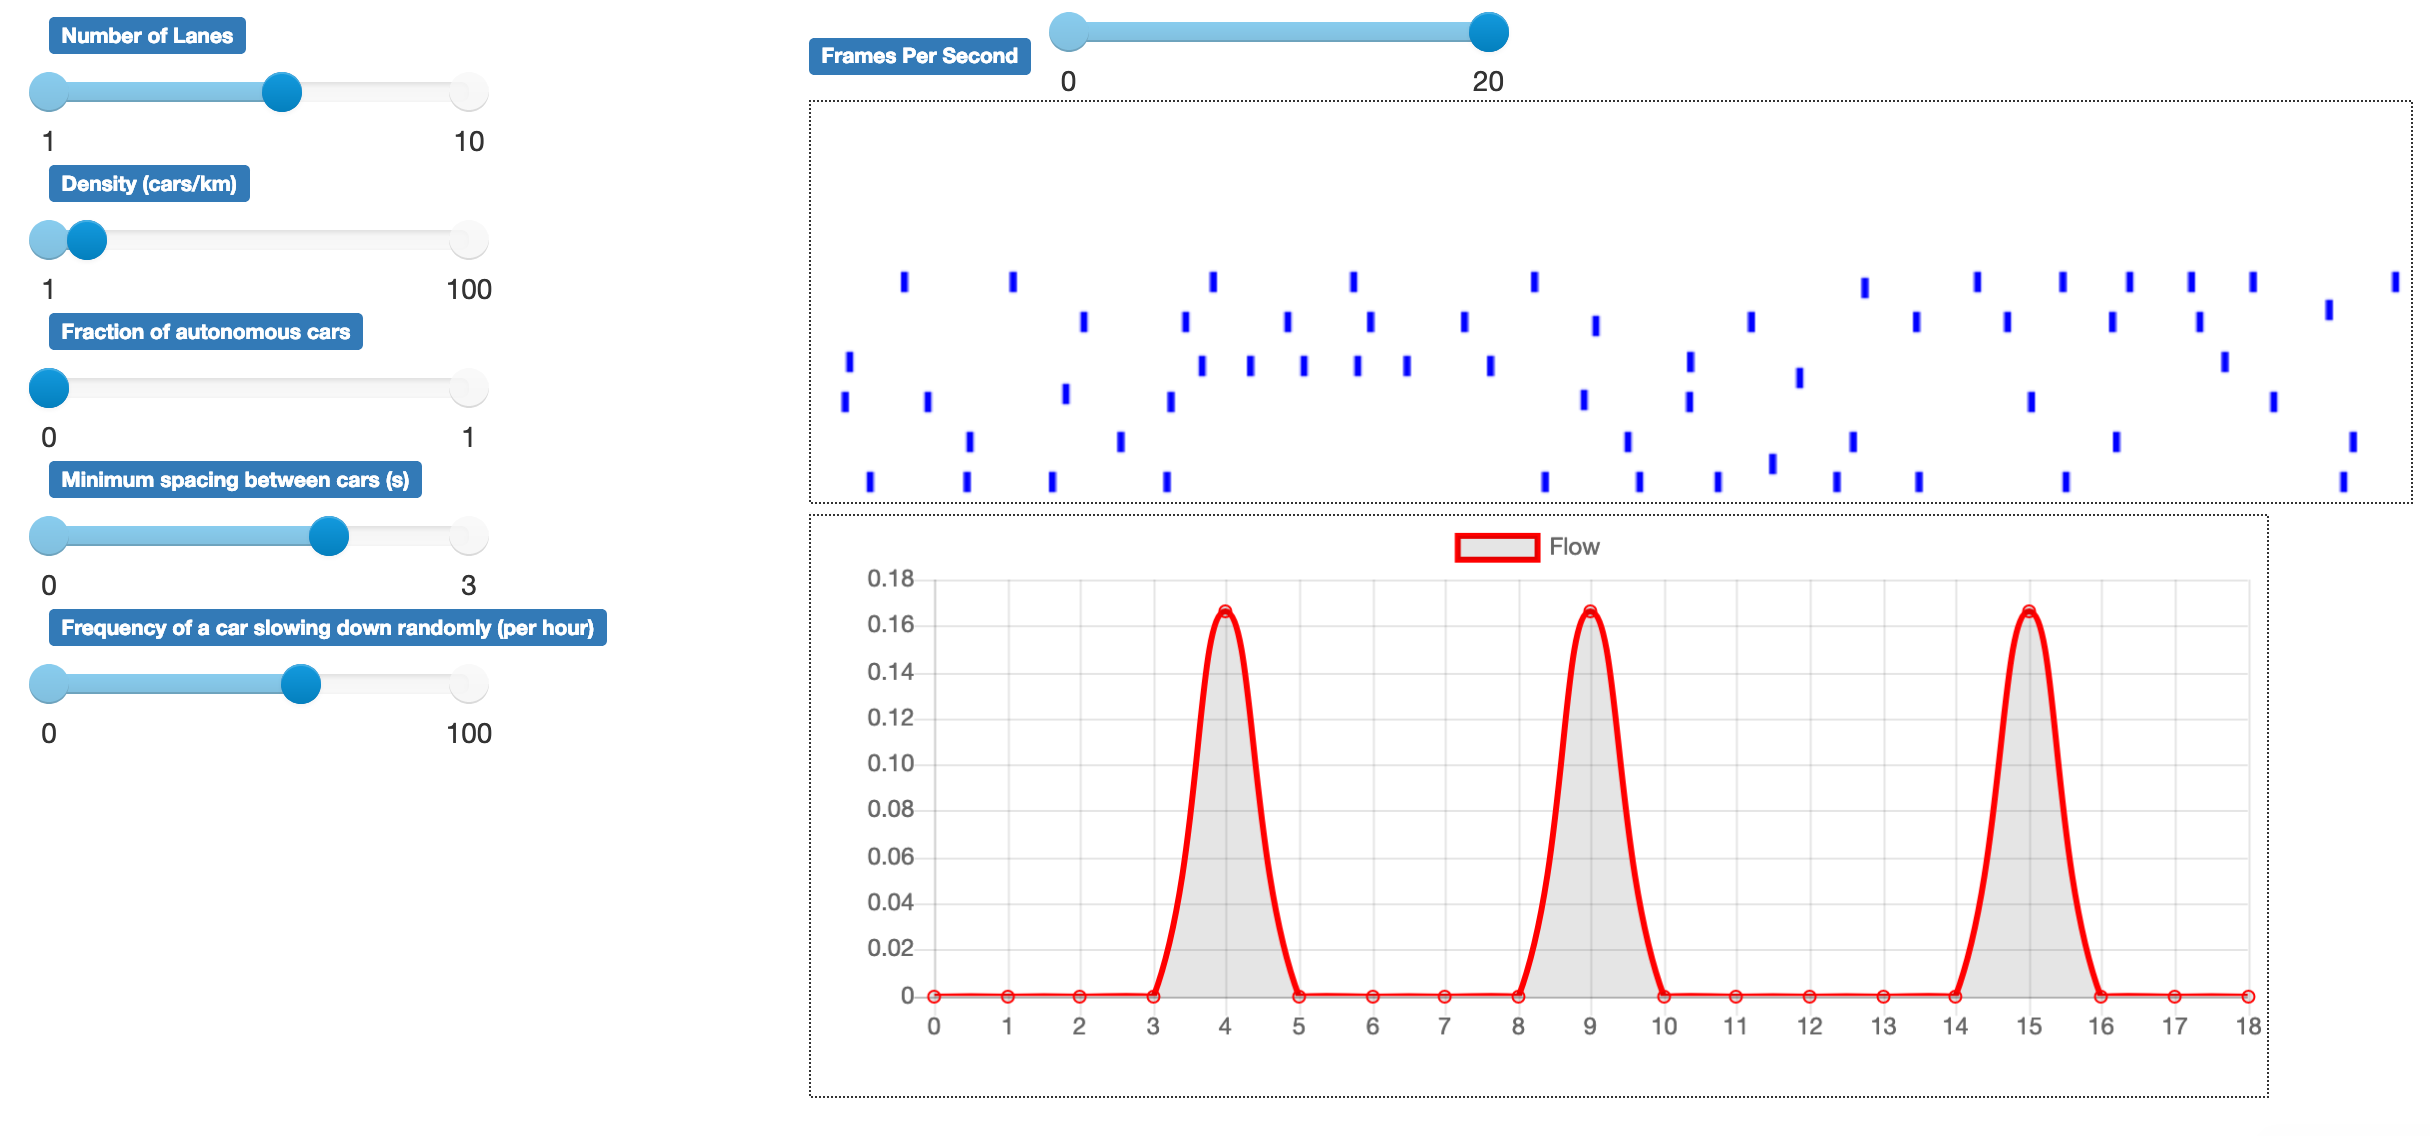 Number of Lanes
1 10
Density (cars/km)
1 100
Fraction of autonomous cars
0 1
Minimum spacing between cars (s)
0 3
Frequency of a car slowing down randomly (per hour)
0 100
Frames Per Second
0 20
Flow
0.18
0.16
0.14
0.12
0.10
0.08
0.06
0.04
0.02
0
0 1 2 3 4 5 6 7 8 9 10 11 12 13 14 15 16 17 18